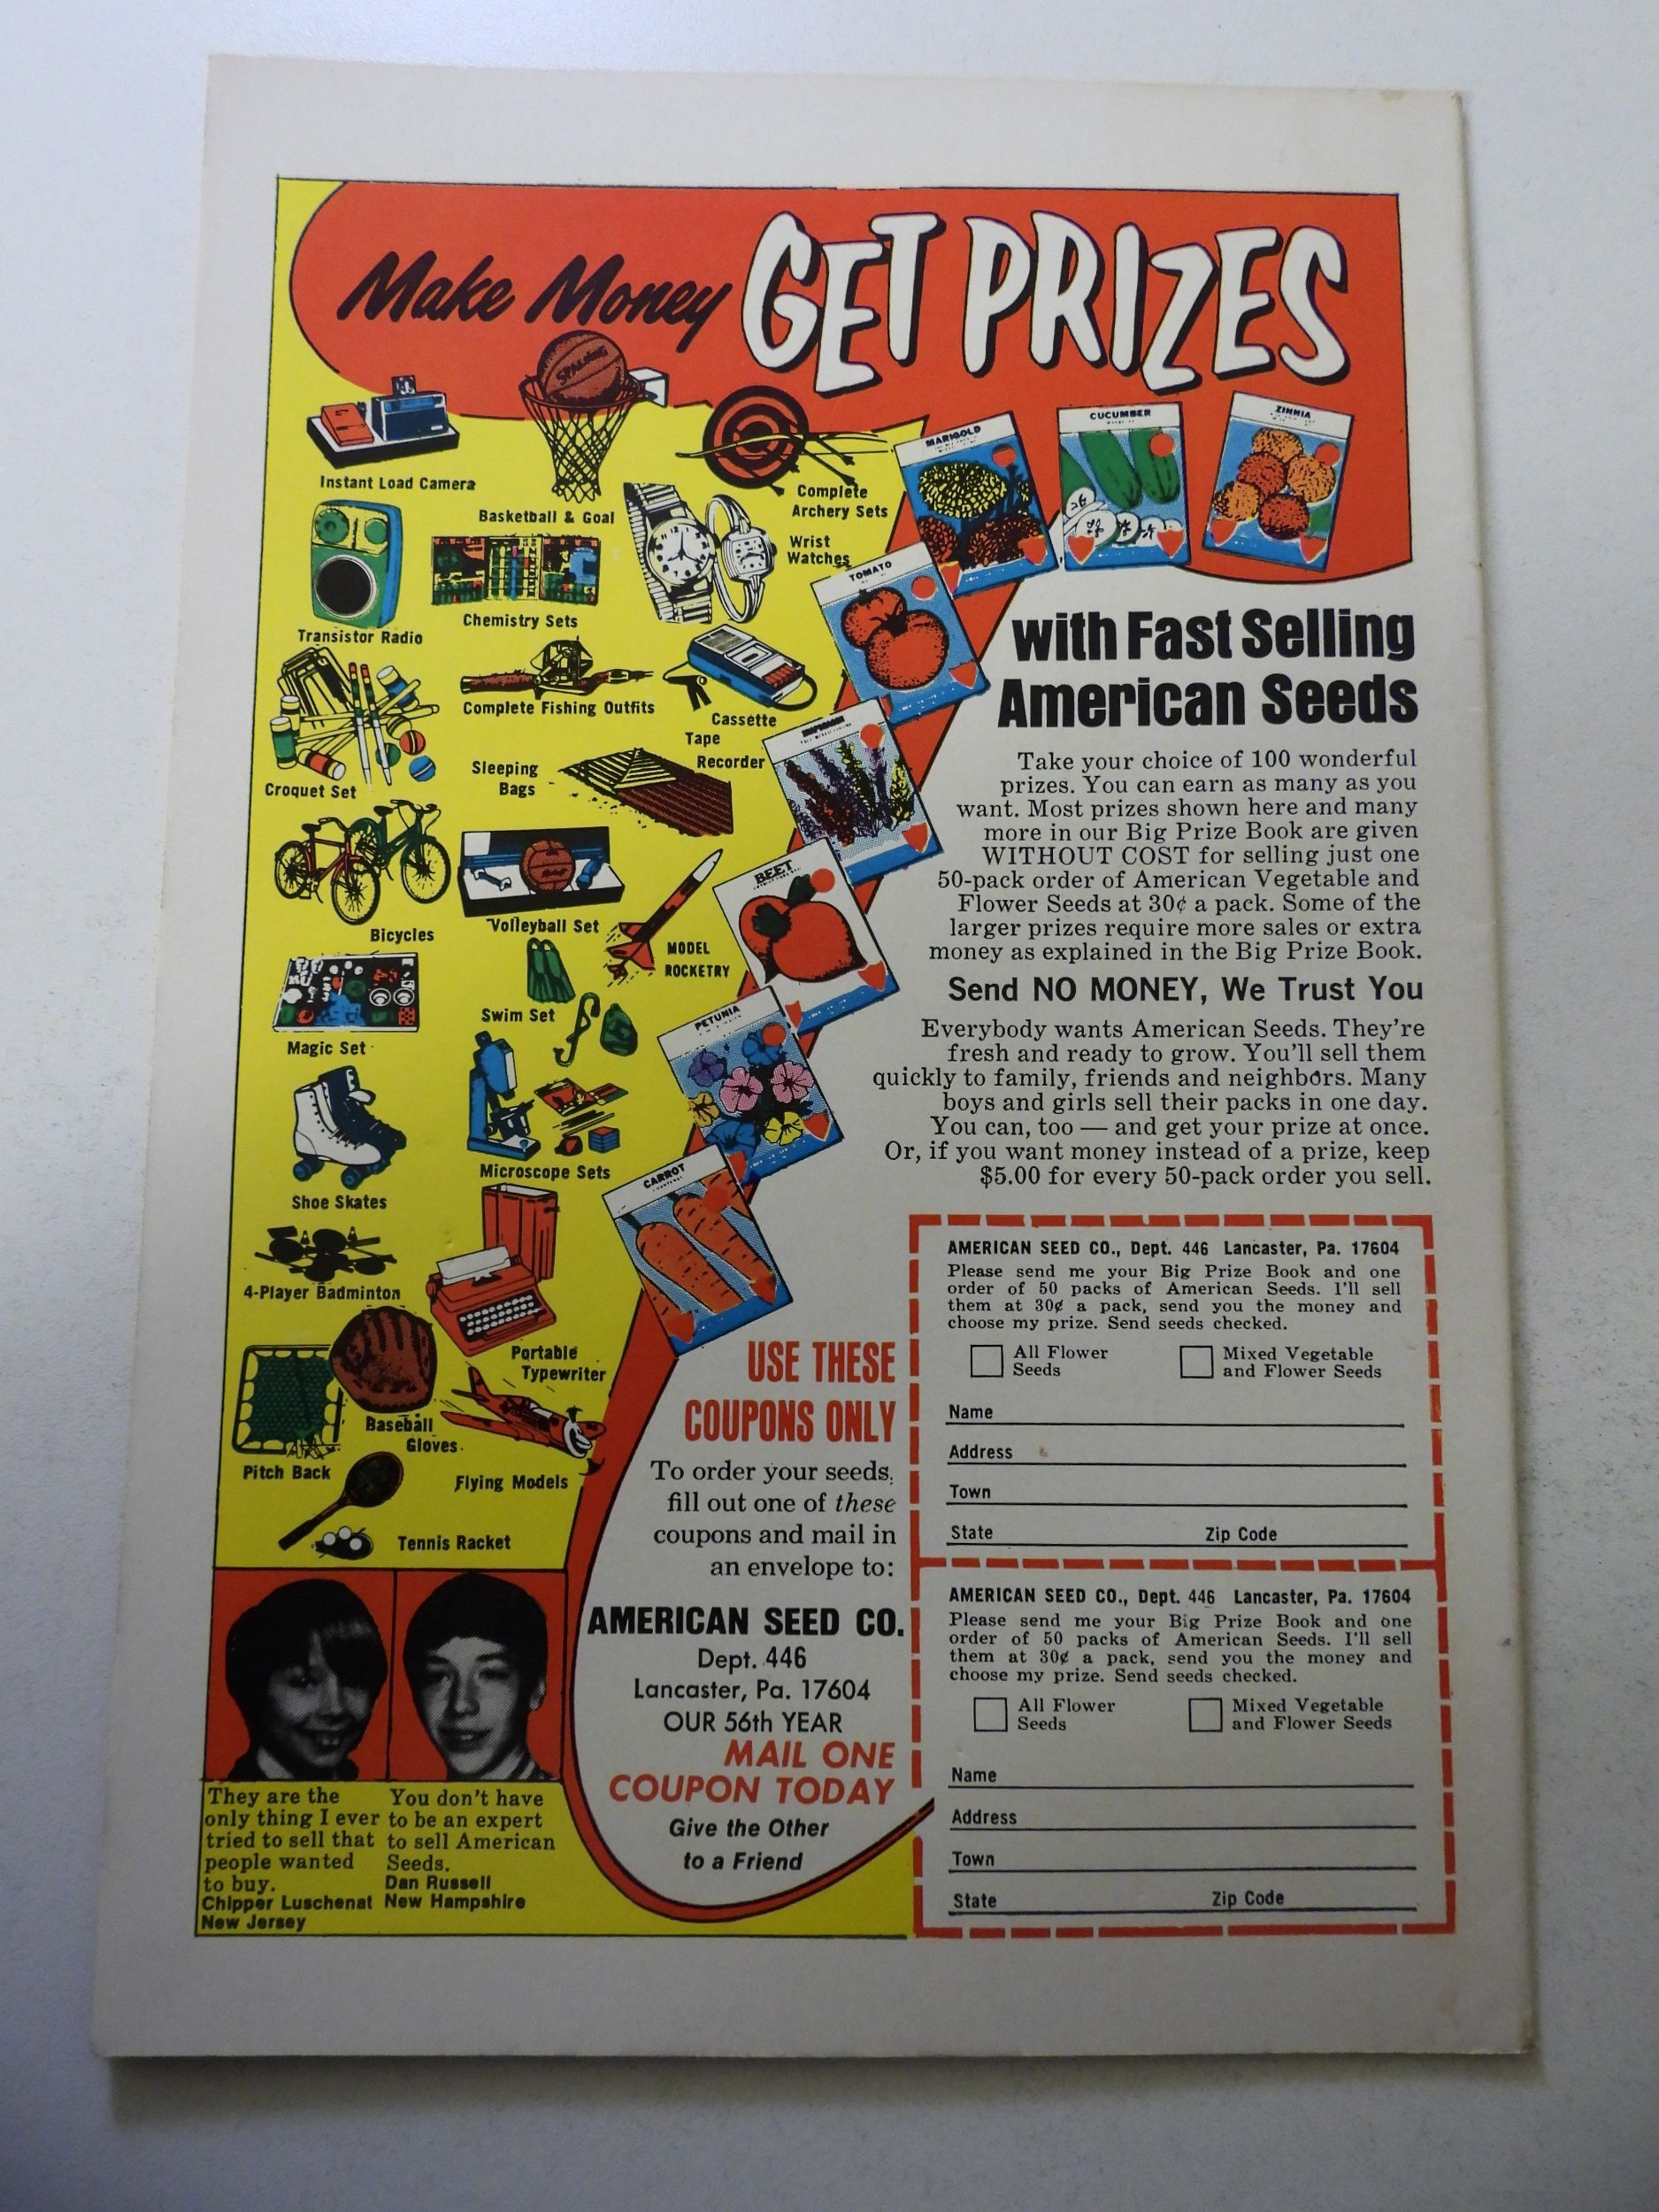 Make Money GET PRIZES
SPALDING
Instant Load Camera
Basketball & Goal
Complete
Archery Sets
Wrist
Watches
Transistor Radio
Chemistry Sets
Complete Fishing Outfits
Cassette
Tape
Recorder
Croquet Set
Sleeping
Bags
Bicycles
Volleyball Set
MODEL
ROCKETRY
Magic Set
Swim Set
Shoe Skates
Microscope Sets
4-Player Badminton
Portable
Typewriter
Baseball
Gloves
Pitch Back
Flying Models
Tennis Racket
MARIGOLD
CUCUMBER
ZINNIA
TOMATO
BEET
PETUNIA
CARROT
with Fast Selling
American Seeds
Take your choice of 100 wonderful
prizes. You can earn as many as you
want. Most prizes shown here and many
more in our Big Prize Book are given
WITHOUT COST for selling just one
50-pack order of American Vegetable and
Flower Seeds at 30¢ a pack. Some of the
larger prizes require more sales or extra
money as explained in the Big Prize Book.
Send NO MONEY, We Trust You
Everybody wants American Seeds. They're
fresh and ready to grow. You'll sell them
quickly to family, friends and neighbors. Many
boys and girls sell their packs in one day.
You can, too — and get your prize at once.
Or, if you want money instead of a prize, keep
$5.00 for every 50-pack order you sell.
USE THESE
COUPONS ONLY
To order your seeds,
fill out one of these
coupons and mail in
an envelope to:
AMERICAN SEED CO.
Dept. 446
Lancaster, Pa. 17604
OUR 56th YEAR
MAIL ONE
COUPON TODAY
Give the Other
to a Friend
AMERICAN SEED CO., Dept. 446 Lancaster, Pa. 17604
Please send me your Big Prize Book and one
order of 50 packs of American Seeds. I'll sell
them at 30¢ a pack, send you the money and
choose my prize. Send seeds checked.
All Flower
Seeds
Mixed Vegetable
and Flower Seeds
Name
Address
Town
State Zip Code
AMERICAN SEED CO., Dept. 446 Lancaster, Pa. 17604
Please send me your Big Prize Book and one
order of 50 packs of American Seeds. I'll sell
them at 30¢ a pack, send you the money and
choose my prize. Send seeds checked.
All Flower
Seeds
Mixed Vegetable
and Flower Seeds
Name
Address
Town
State Zip Code
They are the
only thing I ever
tried to sell that
people wanted
to buy.
Chipper Luschenat
New Jersey
You don't have
to be an expert
to sell American
Seeds.
Dan Russell
New Hampshire